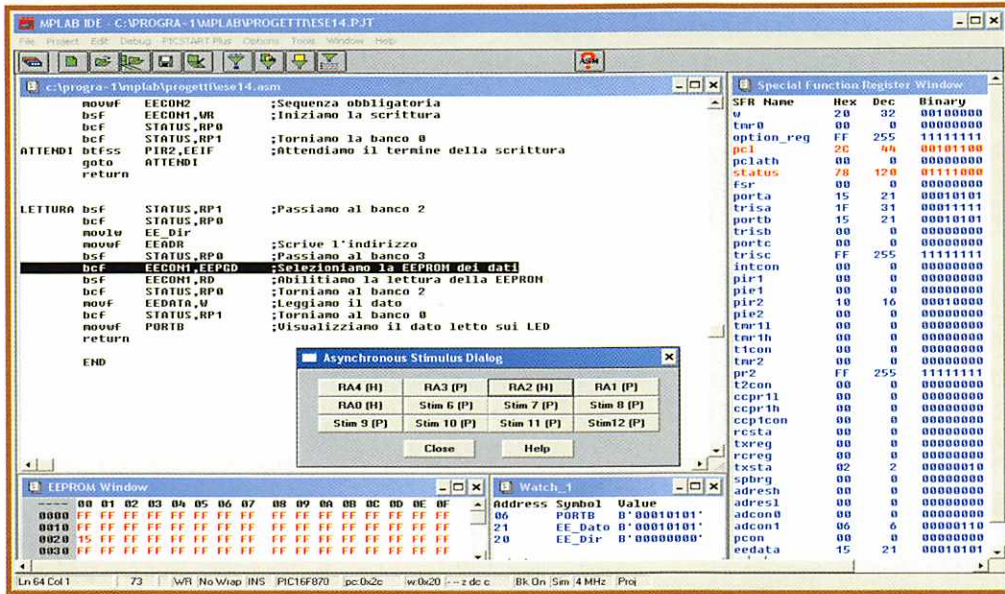 MPLAB IDE - C:\PROGRA~1\MPLAB\PROGETTI\ESE14.PJT
File Project Edit Debug PICSTART Plus Options Tools Window Help
ASM
c:\progra~1\mplab\progetti\ese14.asm
movwf EECON2 ;Sequenza obbligatoria
bsf EECON1,WR ;Iniziamo la scrittura
bcf STATUS,RP0
bcf STATUS,RP1 ;Torniamo la banco 0
ATTENDI btfss PIR2,EEIF ;Attendiamo il termine della scrittura
goto ATTENDI
return
LETTURA bsf STATUS,RP1 ;Passiamo al banco 2
bcf STATUS,RP0
movlw EE_Dir
movwf EEADR ;Scrive l'indirizzo
bsf STATUS,RP0 ;Passiamo al banco 3
bcf EECON1,EEPGD ;Selezioniamo la EEPROM dei dati
bsf EECON1,RD ;Abilitiamo la lettura della EEPROM
bcf STATUS,RP0 ;Torniamo al banco 2
movf EEDATA,W ;Leggiamo il dato
bcf STATUS,RP1 ;Torniamo al banco 0
movwf PORTB ;Visualizziamo il dato letto sui LED
return
END
Asynchronous Stimulus Dialog
RA4 (H) RA3 (P) RA2 (H) RA1 (P)
RA0 (H) Stim 6 (P) Stim 7 (P) Stim 8 (P)
Stim 9 (P) Stim 10 (P) Stim 11 (P) Stim12 (P)
Close Help
Special Function Register Window
SFR Name Hex Dec Binary
w 20 32 00100000
tmr0 00 0 00000000
option_reg FF 255 11111111
pcl 2C 44 00101100
pclath 00 0 00000000
status 78 120 01111000
fsr 00 0 00000000
porta 15 21 00010101
trisa 1F 31 00011111
portb 15 21 00010101
trisb 00 0 00000000
portc 00 0 00000000
trisc FF 255 11111111
intcon 00 0 00000000
pir1 00 0 00000000
pie1 00 0 00000000
pir2 10 16 00010000
pie2 00 0 00000000
tmr1l 00 0 00000000
tmr1h 00 0 00000000
t1con 00 0 00000000
tmr2 00 0 00000000
pr2 FF 255 11111111
t2con 00 0 00000000
ccpr1l 00 0 00000000
ccpr1h 00 0 00000000
ccp1con 00 0 00000000
rcsta 00 0 00000000
txreg 00 0 00000000
rcreg 00 0 00000000
txsta 02 2 00000010
spbrg 00 0 00000000
adresh 00 0 00000000
adresl 00 0 00000000
adcon0 00 0 00000000
adcon1 06 6 00000110
pcon 00 0 00000000
eedata 15 21 00010101
EEPROM Window
---- 00 01 02 03 04 05 06 07 08 09 0A 0B 0C 0D 0E 0F
0000 FF FF FF FF FF FF FF FF FF FF FF FF FF FF FF FF
0010 FF FF FF FF FF FF FF FF FF FF FF FF FF FF FF FF
0020 15 FF FF FF FF FF FF FF FF FF FF FF FF FF FF FF
0030 FF FF FF FF FF FF FF FF FF FF FF FF FF FF FF FF
Watch_1
Address Symbol Value
06 PORTB B'00010101'
21 EE_Dato B'00010101'
20 EE_Dir B'00000000'
Ln 64 Col 1 73 WR No Wrap INS PIC16F870 pc:0x2c w:0x20 - -- z dc c Bk On Sim 4 MHz Proj